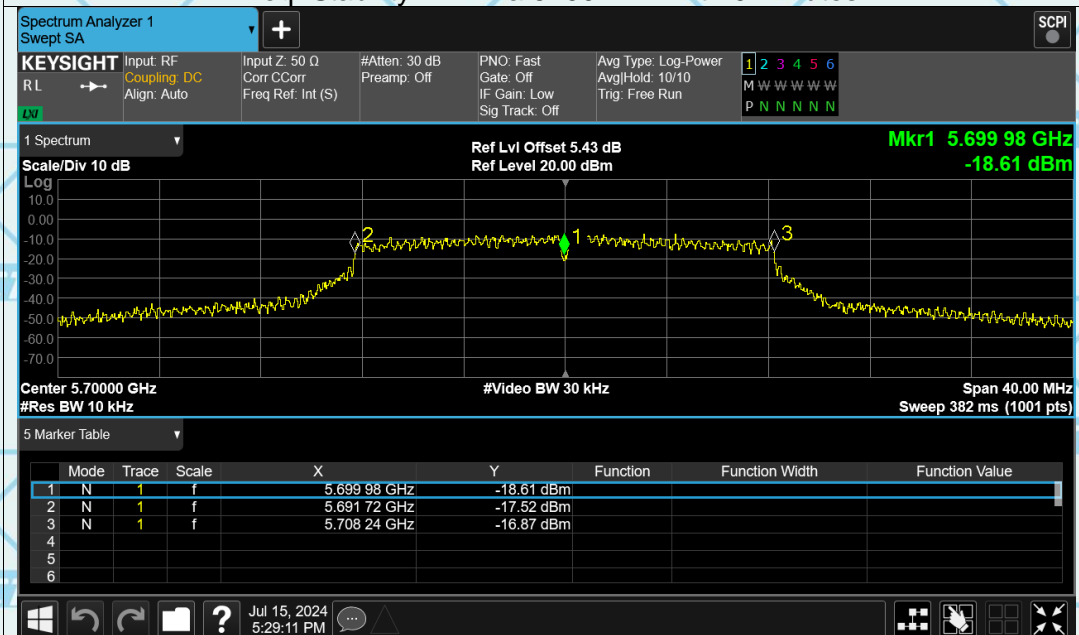 Spectrum Analyzer 1
Swept SA
+
SCPI
KEYSIGHT
RL
LXI
Input: RF
Coupling: DC
Align: Auto
Input Z: 50 Ω
Corr CCorr
Freq Ref: Int (S)
#Atten: 30 dB
Preamp: Off
PNO: Fast
Gate: Off
IF Gain: Low
Sig Track: Off
Avg Type: Log-Power
Avg|Hold: 10/10
Trig: Free Run
1 2 3 4 5 6
M W W W W W
P N N N N N
1 Spectrum
Scale/Div 10 dB
Ref Lvl Offset 5.43 dB
Ref Level 20.00 dBm
Mkr1 5.699 98 GHz
-18.61 dBm
Log
10.0
0.00
-10.0
-20.0
-30.0
-40.0
-50.0
-60.0
-70.0
2
1
3
Center 5.70000 GHz
#Video BW 30 kHz
Span 40.00 MHz
#Res BW 10 kHz
Sweep 382 ms (1001 pts)
5 Marker Table
Mode Trace Scale X Y Function Function Width Function Value
1 N 1 f 5.699 98 GHz -18.61 dBm
2 N 1 f 5.691 72 GHz -17.52 dBm
3 N 1 f 5.708 24 GHz -16.87 dBm
4
5
6
?
Jul 15, 2024
5:29:11 PM